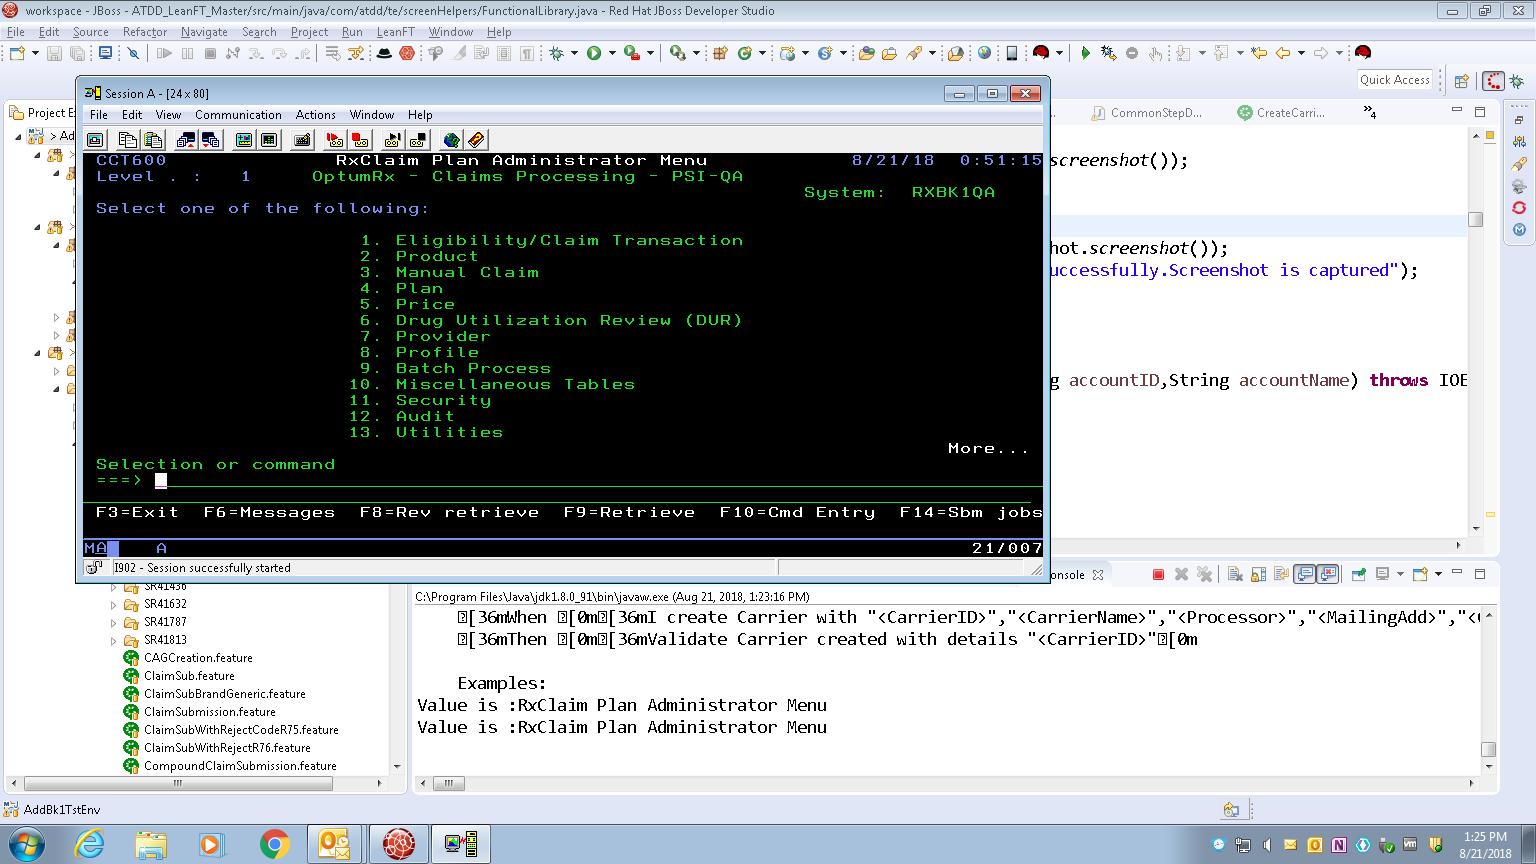 workspace - JBoss - ATDD_LeanFT_Master/src/main/java/com/atdd/te/screenHelpers/FunctionalLibrary.java - Red Hat JBoss Developer Studio
File Edit Source Refactor Navigate Search Project Run LeanFT Window Help
Quick Access
Session A - [24 x 80]
File Edit View Communication Actions Window Help
CCT600 RxClaim Plan Administrator Menu 8/21/18 0:51:15
Level . : 1 OptumRx - Claims Processing - PSI-QA
System: RXBK1QA
Select one of the following:
1. Eligibility/Claim Transaction
2. Product
3. Manual Claim
4. Plan
5. Price
6. Drug Utilization Review (DUR)
7. Provider
8. Profile
9. Batch Process
10. Miscellaneous Tables
11. Security
12. Audit
13. Utilities
More...
Selection or command
===>
F3=Exit F6=Messages F8=Rev retrieve F9=Retrieve F10=Cmd Entry F14=Sbm jobs
MA A 21/007
I902 - Session successfully started
Project E
> Ad
CommonStepD... CreateCarri... »4
screenshot());
hot.screenshot());
uccessfully.Screenshot is captured");
g accountID,String accountName) throws IOE
SR41436
SR41632
SR41787
SR41813
CAGCreation.feature
ClaimSub.feature
ClaimSubBrandGeneric.feature
ClaimSubmission.feature
ClaimSubWithRejectCodeR75.feature
ClaimSubWithRejectR76.feature
CompoundClaimSubmission.feature
onsole
C:\Program Files\Java\jdk1.8.0_91\bin\javaw.exe (Aug 21, 2018, 1:23:16 PM)
[36mWhen [0m[36mI create Carrier with "<CarrierID>","<CarrierName>","<Processor>","<MailingAdd>","<
[36mThen [0m[36mValidate Carrier created with details "<CarrierID>"[0m
Examples:
Value is :RxClaim Plan Administrator Menu
Value is :RxClaim Plan Administrator Menu
AddBk1TstEnv
1:25 PM
8/21/2018